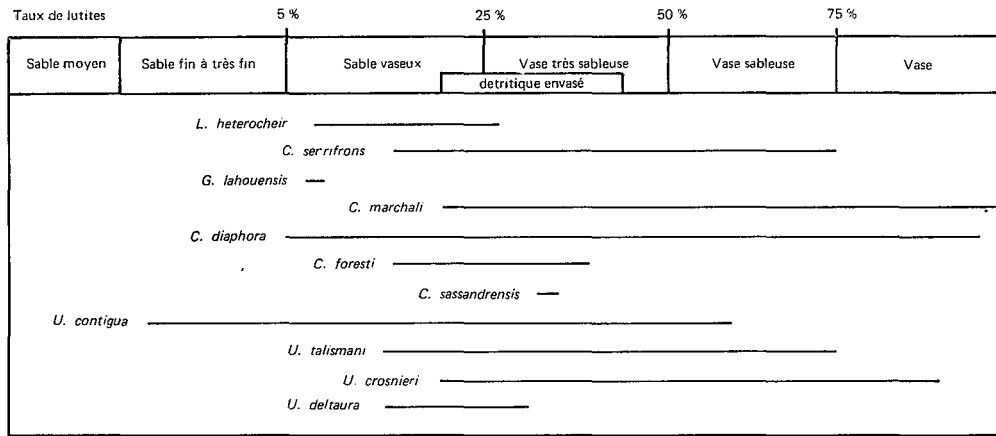 Taux de lutites 5 % 25 % 50 % 75 %
Sable moyen Sable fin à très fin Sable vaseux Vase très sableuse Vase sableuse Vase
detritique envasé
L. heterocheir
C. serrifrons
G. lahouensis
C. marchali
C. diaphora
C. foresti
C. sassandrensis
U. contigua
U. talismani
U. crosnieri
U. deltaura